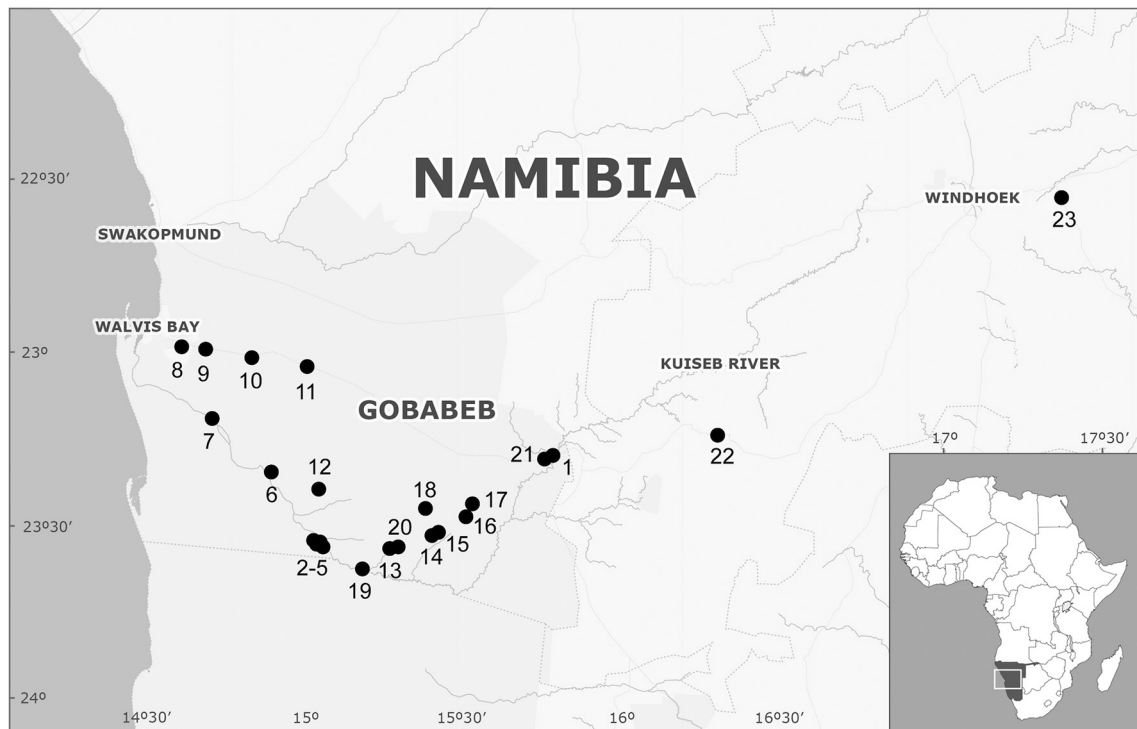 NAMIBIA
22º30’
WINDHOEK
23
SWAKOPMUND
WALVIS BAY
23º
8
9
10
11
KUISEB RIVER
GOBABEB
7
17º
17º30’
21
1
22
12
6
18
17
16
20
15
23º30’
14
2-5
13
19
24º
14º30’
15º
15º30’
16º
16º30’